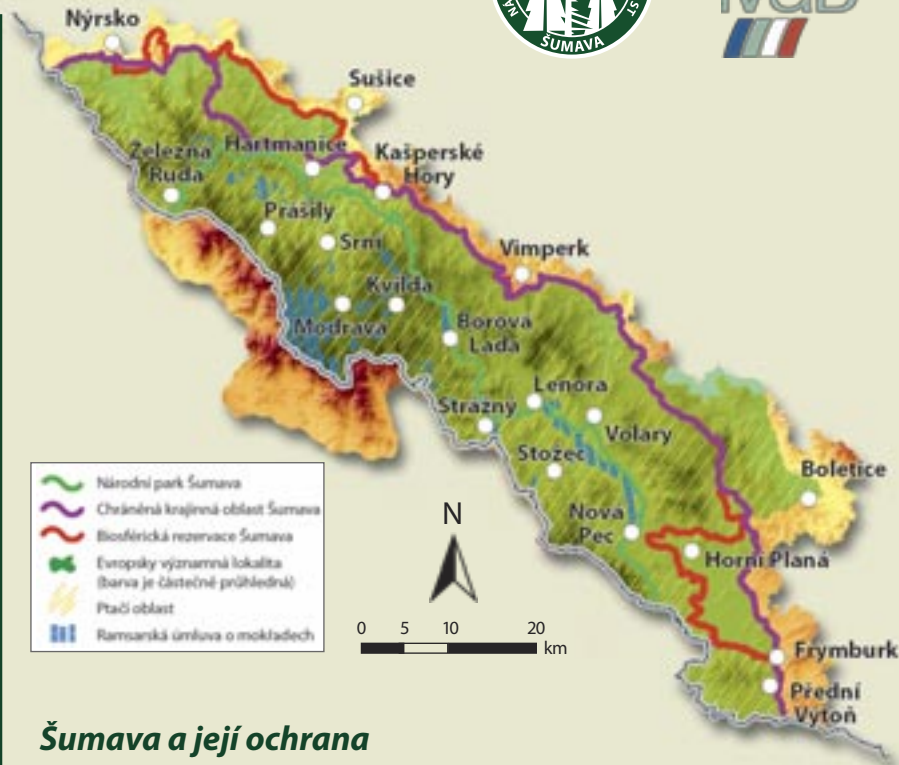 ŠUMAVA
Nýrsko
Sušice
Hartmanice
Železná
Ruda
Kašperské
Hory
Prášily
Srní
Vimperk
Kvilda
Modrava
Borová
Lada
Lenora
Strážný
Volary
Stožec
Boletice
Nová
Pec
Horní Planá
Frymburk
Přední
Výtoň
Národní park Šumava
Chráněná krajinná oblast Šumava
Biosférická rezervace Šumava
Evropsky významná lokalita
(barva je částečně průhledná)
Ptačí oblast
Ramsarská úmluva o mokřadech
N
0 5 10 20
km
Šumava a její ochrana